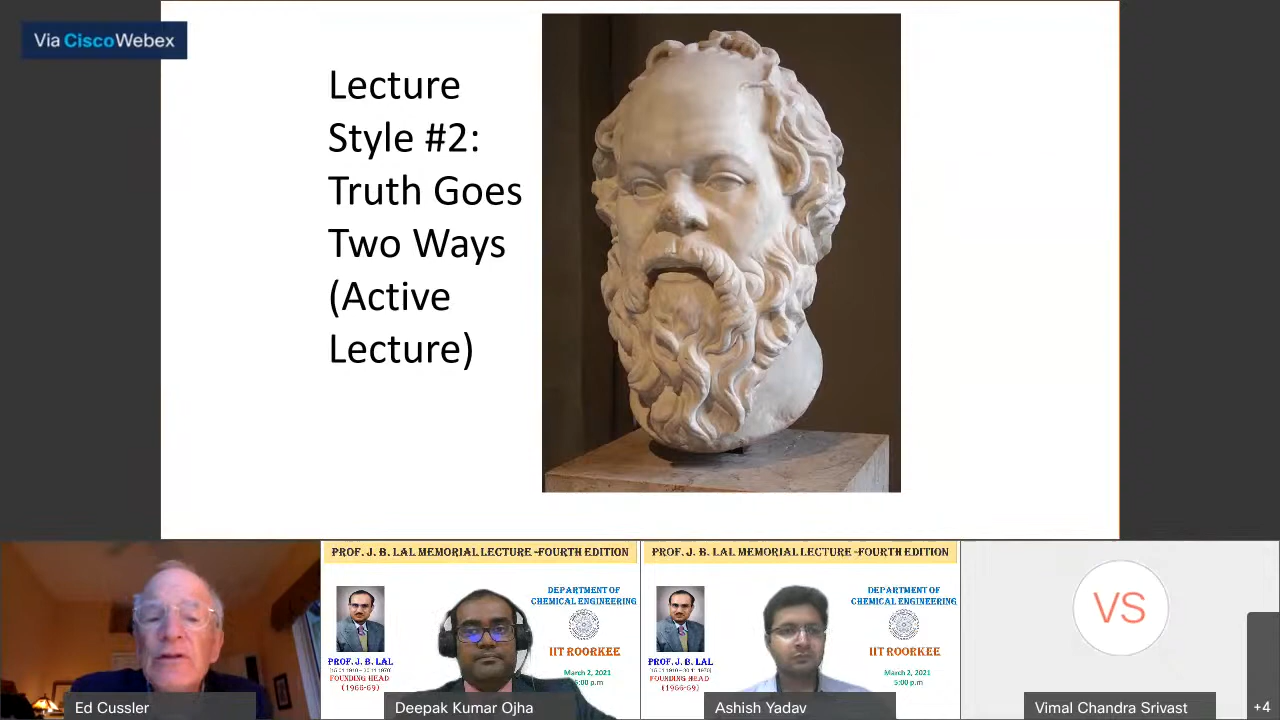 Via CiscoWebex
Lecture
Style #2:
Truth Goes
Two Ways
(Active
Lecture)
PROF. J. B. LAL MEMORIAL LECTURE -FOURTH EDITION
DEPARTMENT OF
CHEMICAL ENGINEERING
IIT ROORKEE
PROF. J. B. LAL
FOUNDING HEAD
(1966-69)
March 2, 2021
5:00 p.m
PROF. J. B. LAL MEMORIAL LECTURE -FOURTH EDITION
DEPARTMENT OF
CHEMICAL ENGINEERING
IIT ROORKEE
PROF. J. B. LAL
FOUNDING HEAD
(1966-69)
March 2, 2021
5:00 p.m
VS
Ed Cussler
Deepak Kumar Ojha
Ashish Yadav
Vimal Chandra Srivast
+4